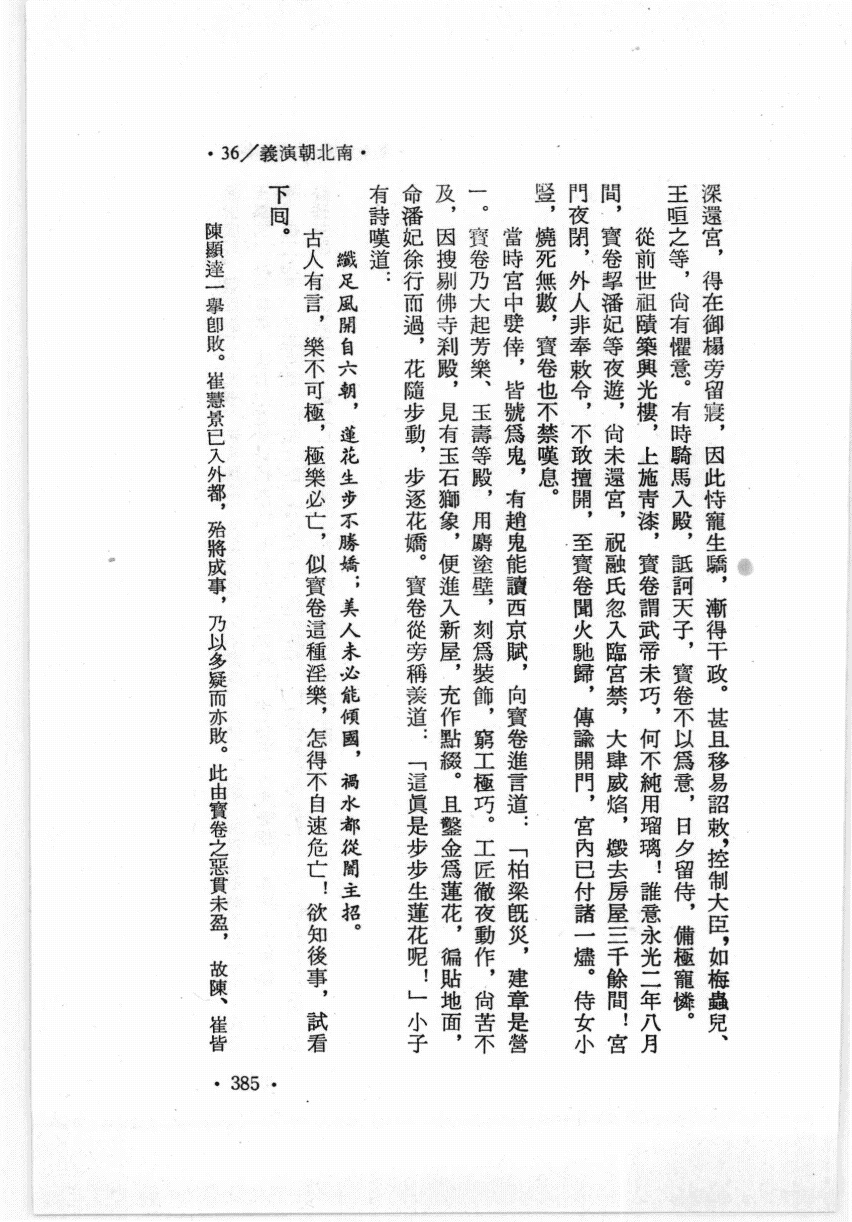 ·36／義演朝北南·
深還宮，得在御榻旁留寢，因此恃寵生驕，漸得干政。甚且移易詔敕，控制大臣，如梅蟲兒、
王咺之等，尙有懼意。有時騎馬入殿，詆訶天子，寶卷不以爲意，日夕留侍，備極寵憐。
從前世祖賾築興光樓，上施靑漆，寶卷謂武帝未巧，何不純用瑠璃！誰意永光二年八月
間，寶卷挈潘妃等夜遊，尙未還宮，祝融氏忽入臨宮禁，大肆威焰，燬去房屋三千餘間！宮
門夜閉，外人非奉敕令，不敢擅開，至寶卷聞火馳歸，傳諭開門，宮內已付諸一燼。侍女小
豎，燒死無數，寶卷也不禁嘆息。
當時宮中嬖倖，皆號爲鬼，有趙鬼能讀西京賦，向寶卷進言道：「柏梁旣災，建章是營
一。寶卷乃大起芳樂、玉壽等殿，用麝塗壁，刻爲裝飾，窮工極巧。工匠徹夜動作，尙苦不
及，因搜剔佛寺刹殿，見有玉石獅象，便進入新屋，充作點綴。且鑿金爲蓮花，徧貼地面，
命潘妃徐行而過，花隨步動，步逐花嬌。寶卷從旁稱羨道：「這眞是步步生蓮花呢！」小子
有詩嘆道：
纖足風開自六朝，蓮花生步不勝嬌；美人未必能傾國，禍水都從闇主招。
古人有言，樂不可極，極樂必亡，似寶卷這種淫樂，怎得不自速危亡！欲知後事，試看
下囘。
陳顯達一擧卽敗。崔慧景已入外都，殆將成事，乃以多疑而亦敗。此由寶卷之惡貫未盈，故陳、崔皆
·385·